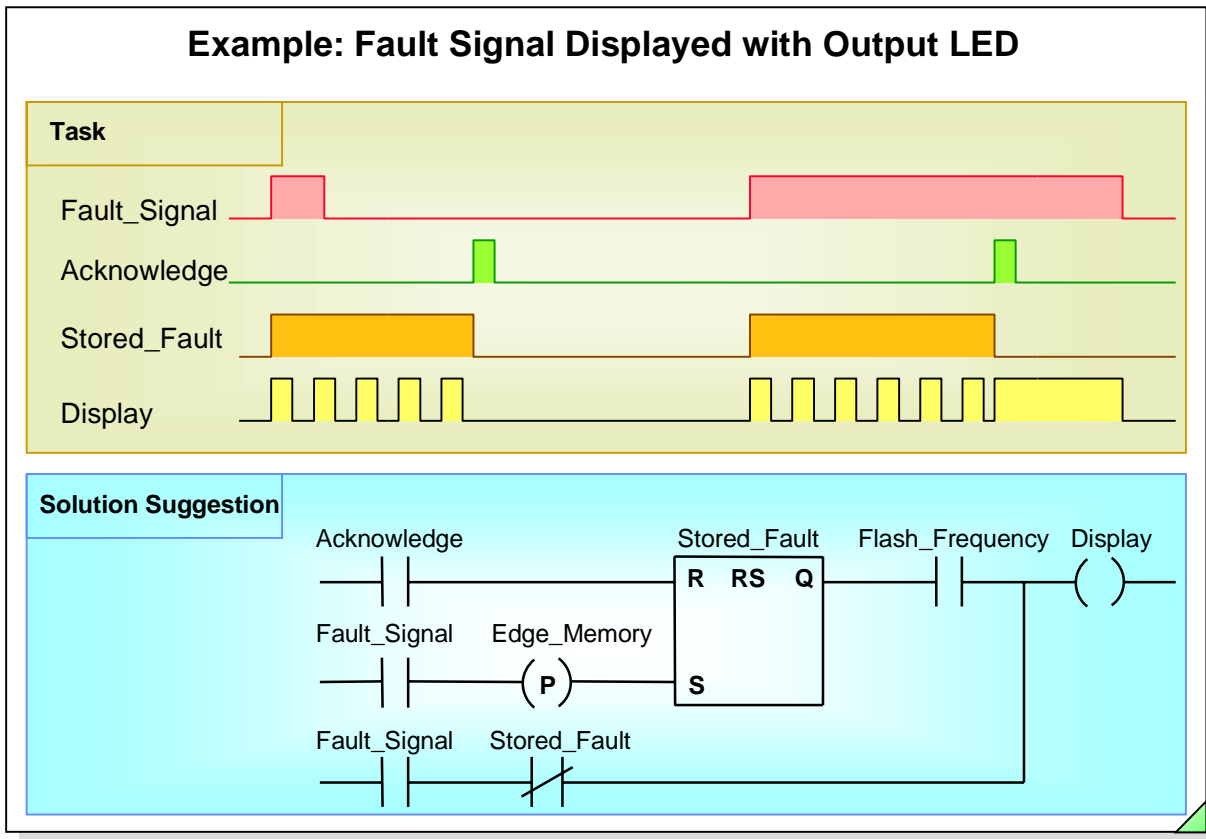 Example: Fault Signal Displayed with Output LED
Task
Fault_Signal
Acknowledge
Stored_Fault
Display
Solution Suggestion
Acknowledge Stored_Fault Flash_Frequency Display
R RS Q
Fault_Signal Edge_Memory
P S
Fault_Signal Stored_Fault